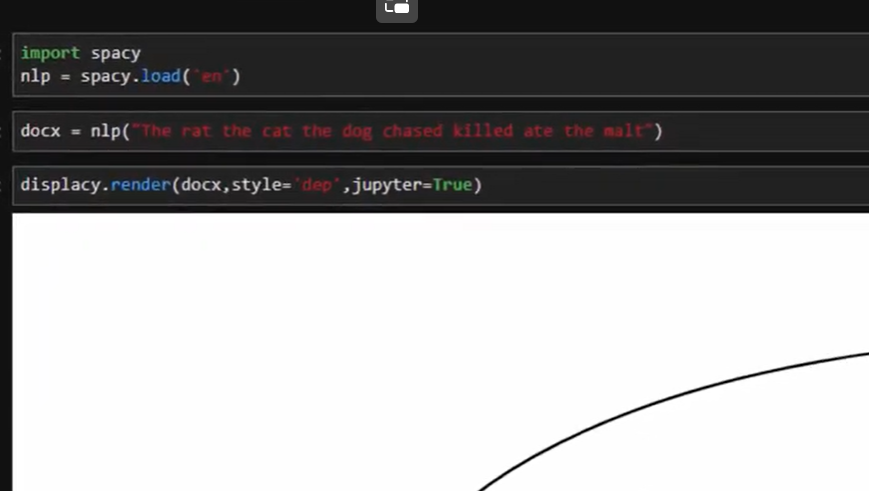 import spacy
nlp = spacy.load('en')
docx = nlp("The rat the cat the dog chased killed ate the malt")
displacy.render(docx,style='dep',jupyter=True)